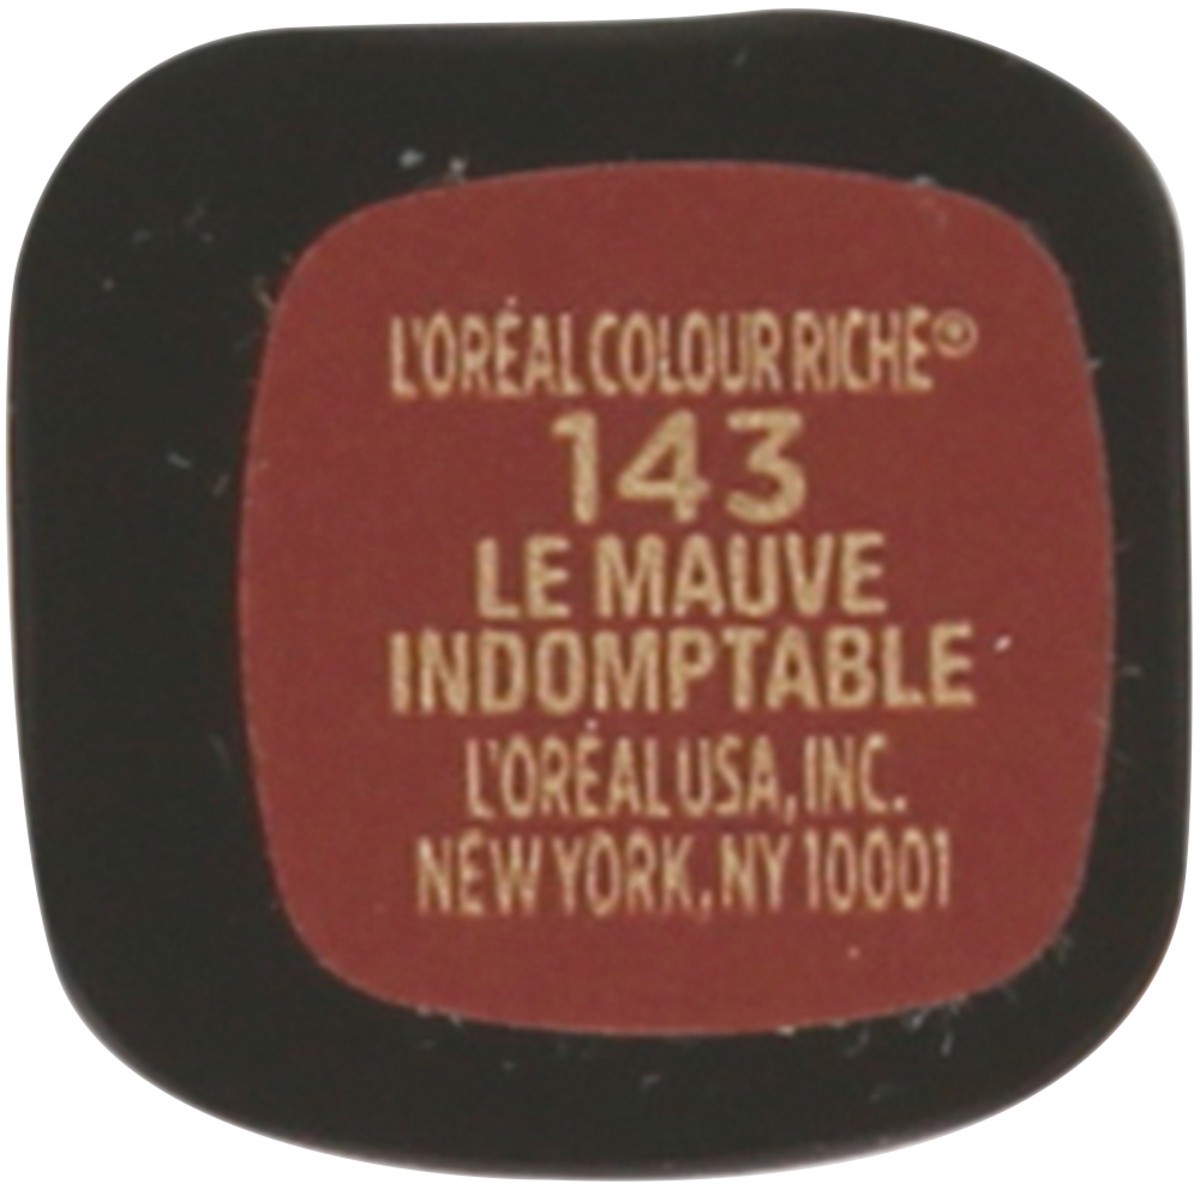 L'ORÉAL COLOUR RICHE®
143
LE MAUVE
INDOMPTABLE
L'ORÉAL USA, INC.
NEW YORK, NY 10001